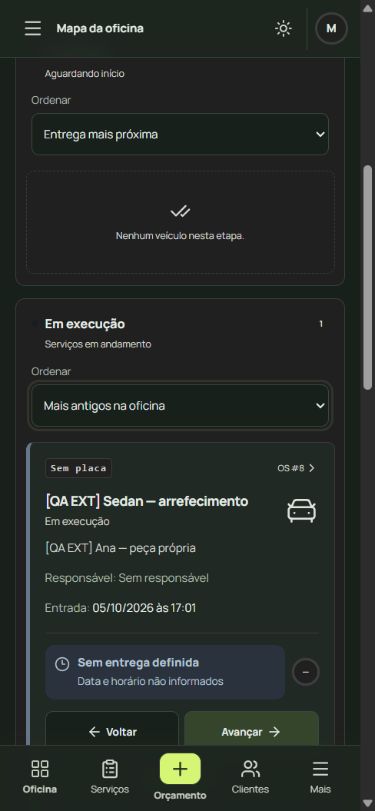 Mapa da oficina
M
Aguardando início
Ordenar
Entrega mais próxima
Nenhum veículo nesta etapa.
Em execução
1
Serviços em andamento
Ordenar
Mais antigos na oficina
Sem placa
OS #8
[QA EXT] Sedan — arrefecimento
Em execução
[QA EXT] Ana — peça própria
Responsável: Sem responsável
Entrada: 05/10/2026 às 17:01
Sem entrega definida
Data e horário não informados
–
Voltar
Avançar
Oficina
Serviços
Orçamento
Clientes
Mais